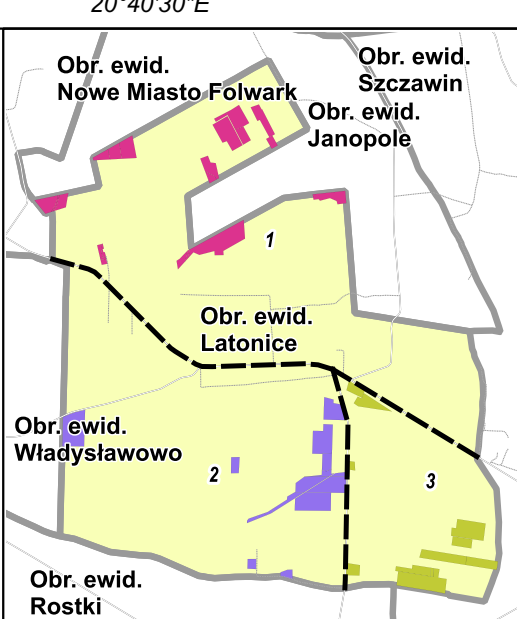 20°40'30"E
Obr. ewid.
Szczawin
Obr. ewid.
Nowe Miasto Folwark
Obr. ewid.
Janopole
1
Obr. ewid.
Latonice
Obr. ewid.
Władysławowo
2
3
Obr. ewid.
Rostki